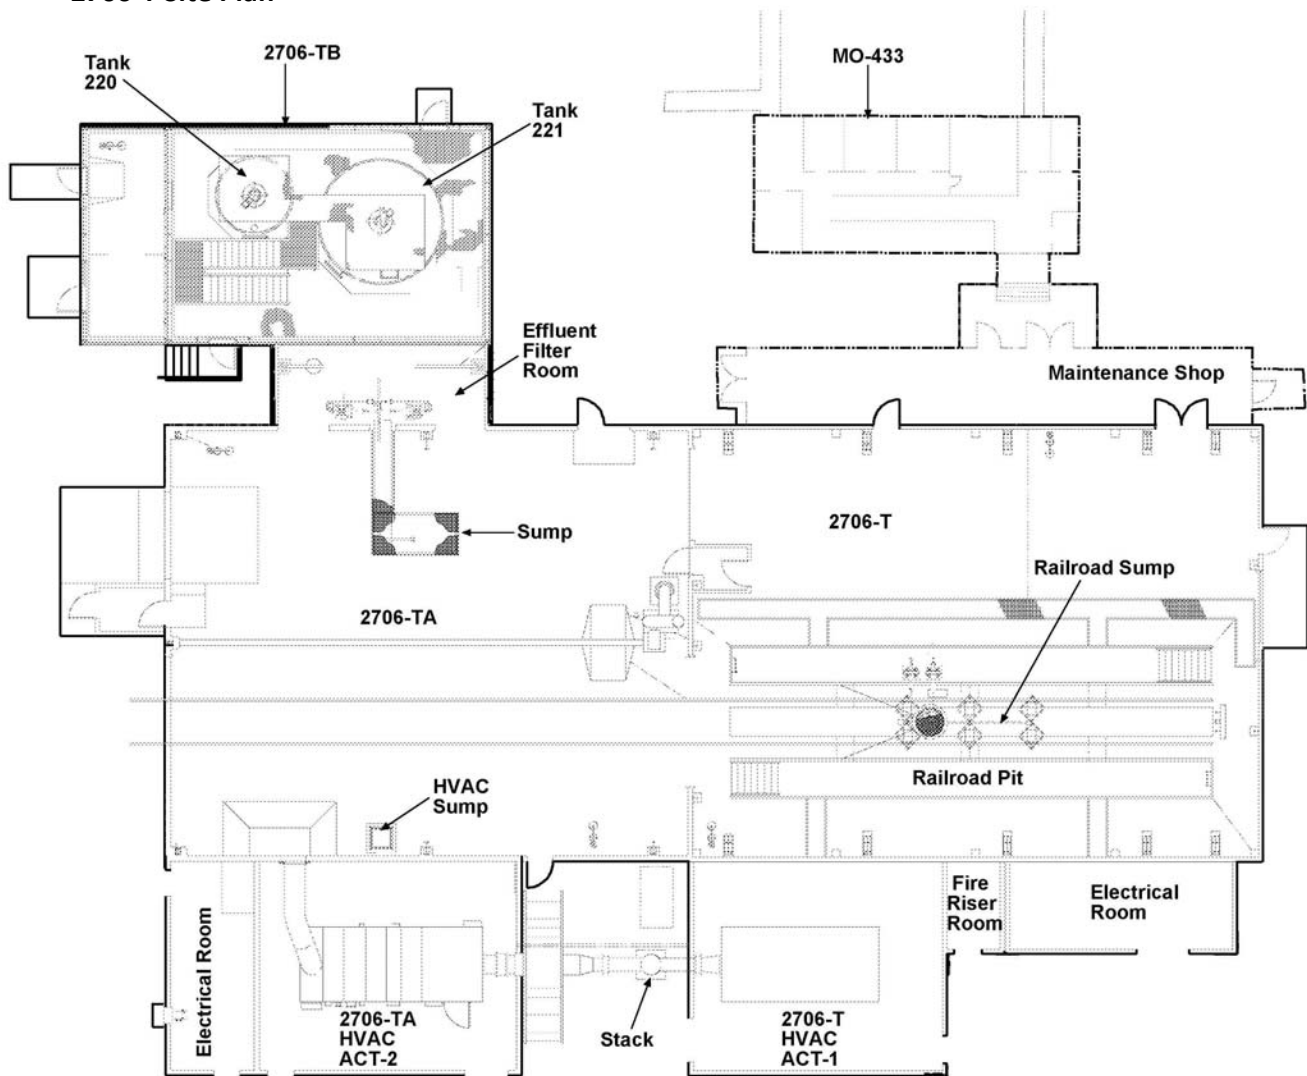 2706-TB
Tank
220
Tank
221
MO-433
Effluent
Filter
Room
Maintenance Shop
2706-T
Sump
Railroad Sump
2706-TA
Railroad Pit
HVAC
Sump
Electrical Room
2706-TA
HVAC
ACT-2
Stack
2706-T
HVAC
ACT-1
Fire
Riser
Room
Electrical
Room